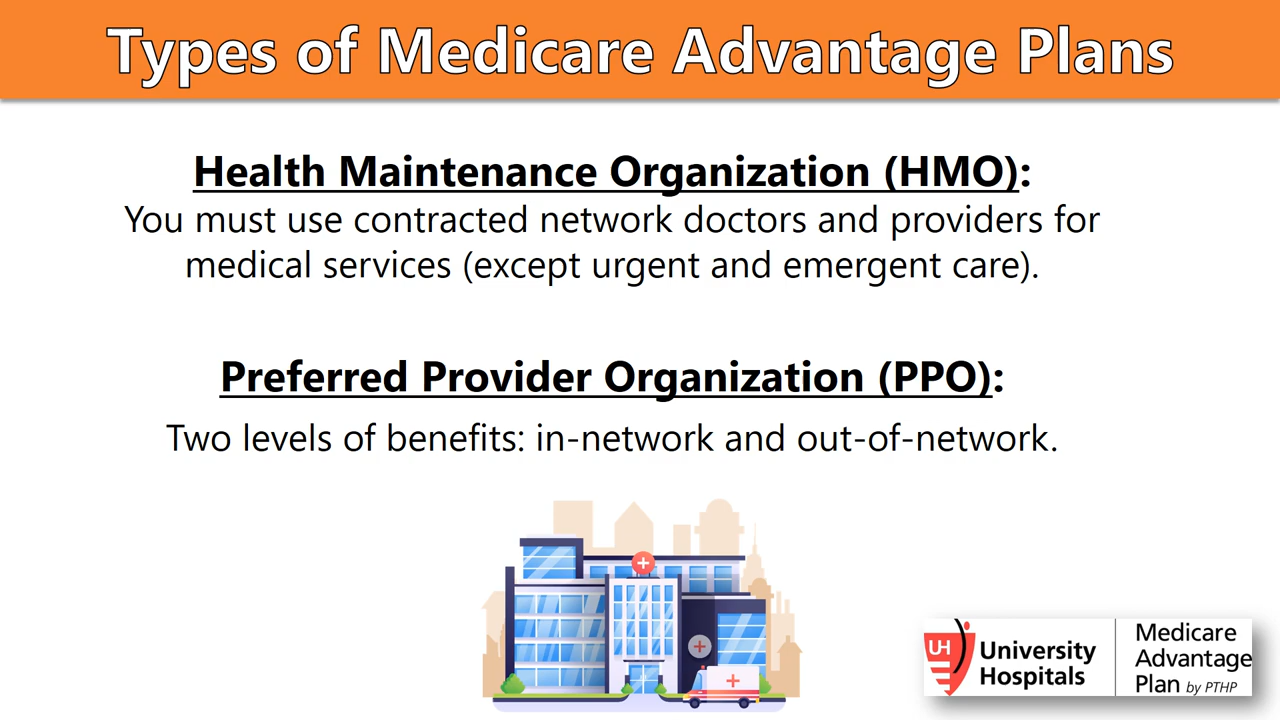 Types of Medicare Advantage Plans
Health Maintenance Organization (HMO):
You must use contracted network doctors and providers for
medical services (except urgent and emergent care).
Preferred Provider Organization (PPO):
Two levels of benefits: in-network and out-of-network.
UH
University
Hospitals
Medicare
Advantage
Plan by PTHP